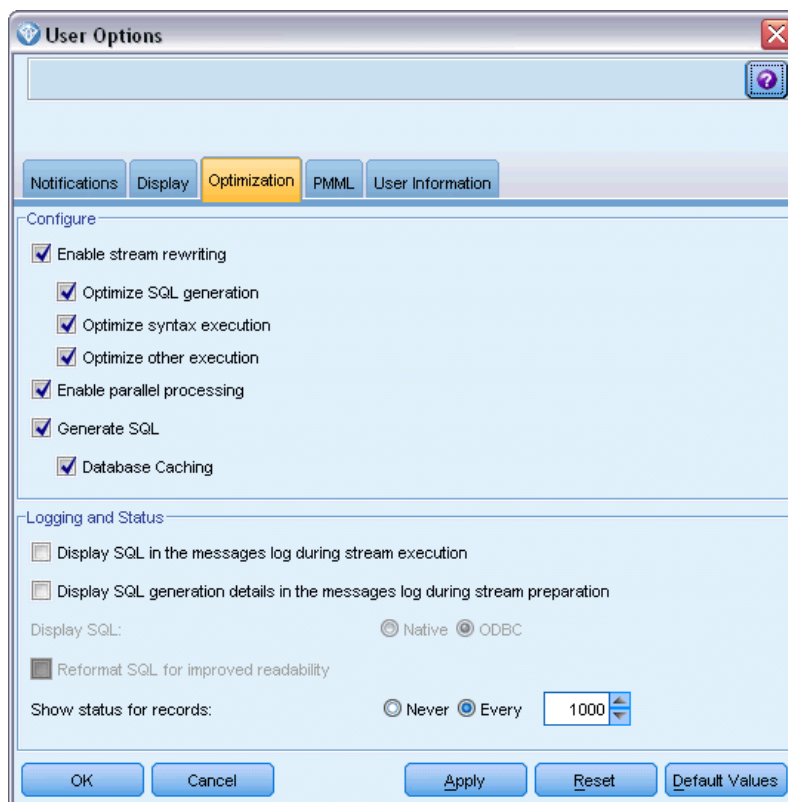 User Options
Notifications Display Optimization PMML User Information
Configure
Enable stream rewriting
Optimize SQL generation
Optimize syntax execution
Optimize other execution
Enable parallel processing
Generate SQL
Database Caching
Logging and Status
Display SQL in the messages log during stream execution
Display SQL generation details in the messages log during stream preparation
Display SQL: Native ODBC
Reformat SQL for improved readability
Show status for records: Never Every 1000
OK Cancel Apply Reset Default Values